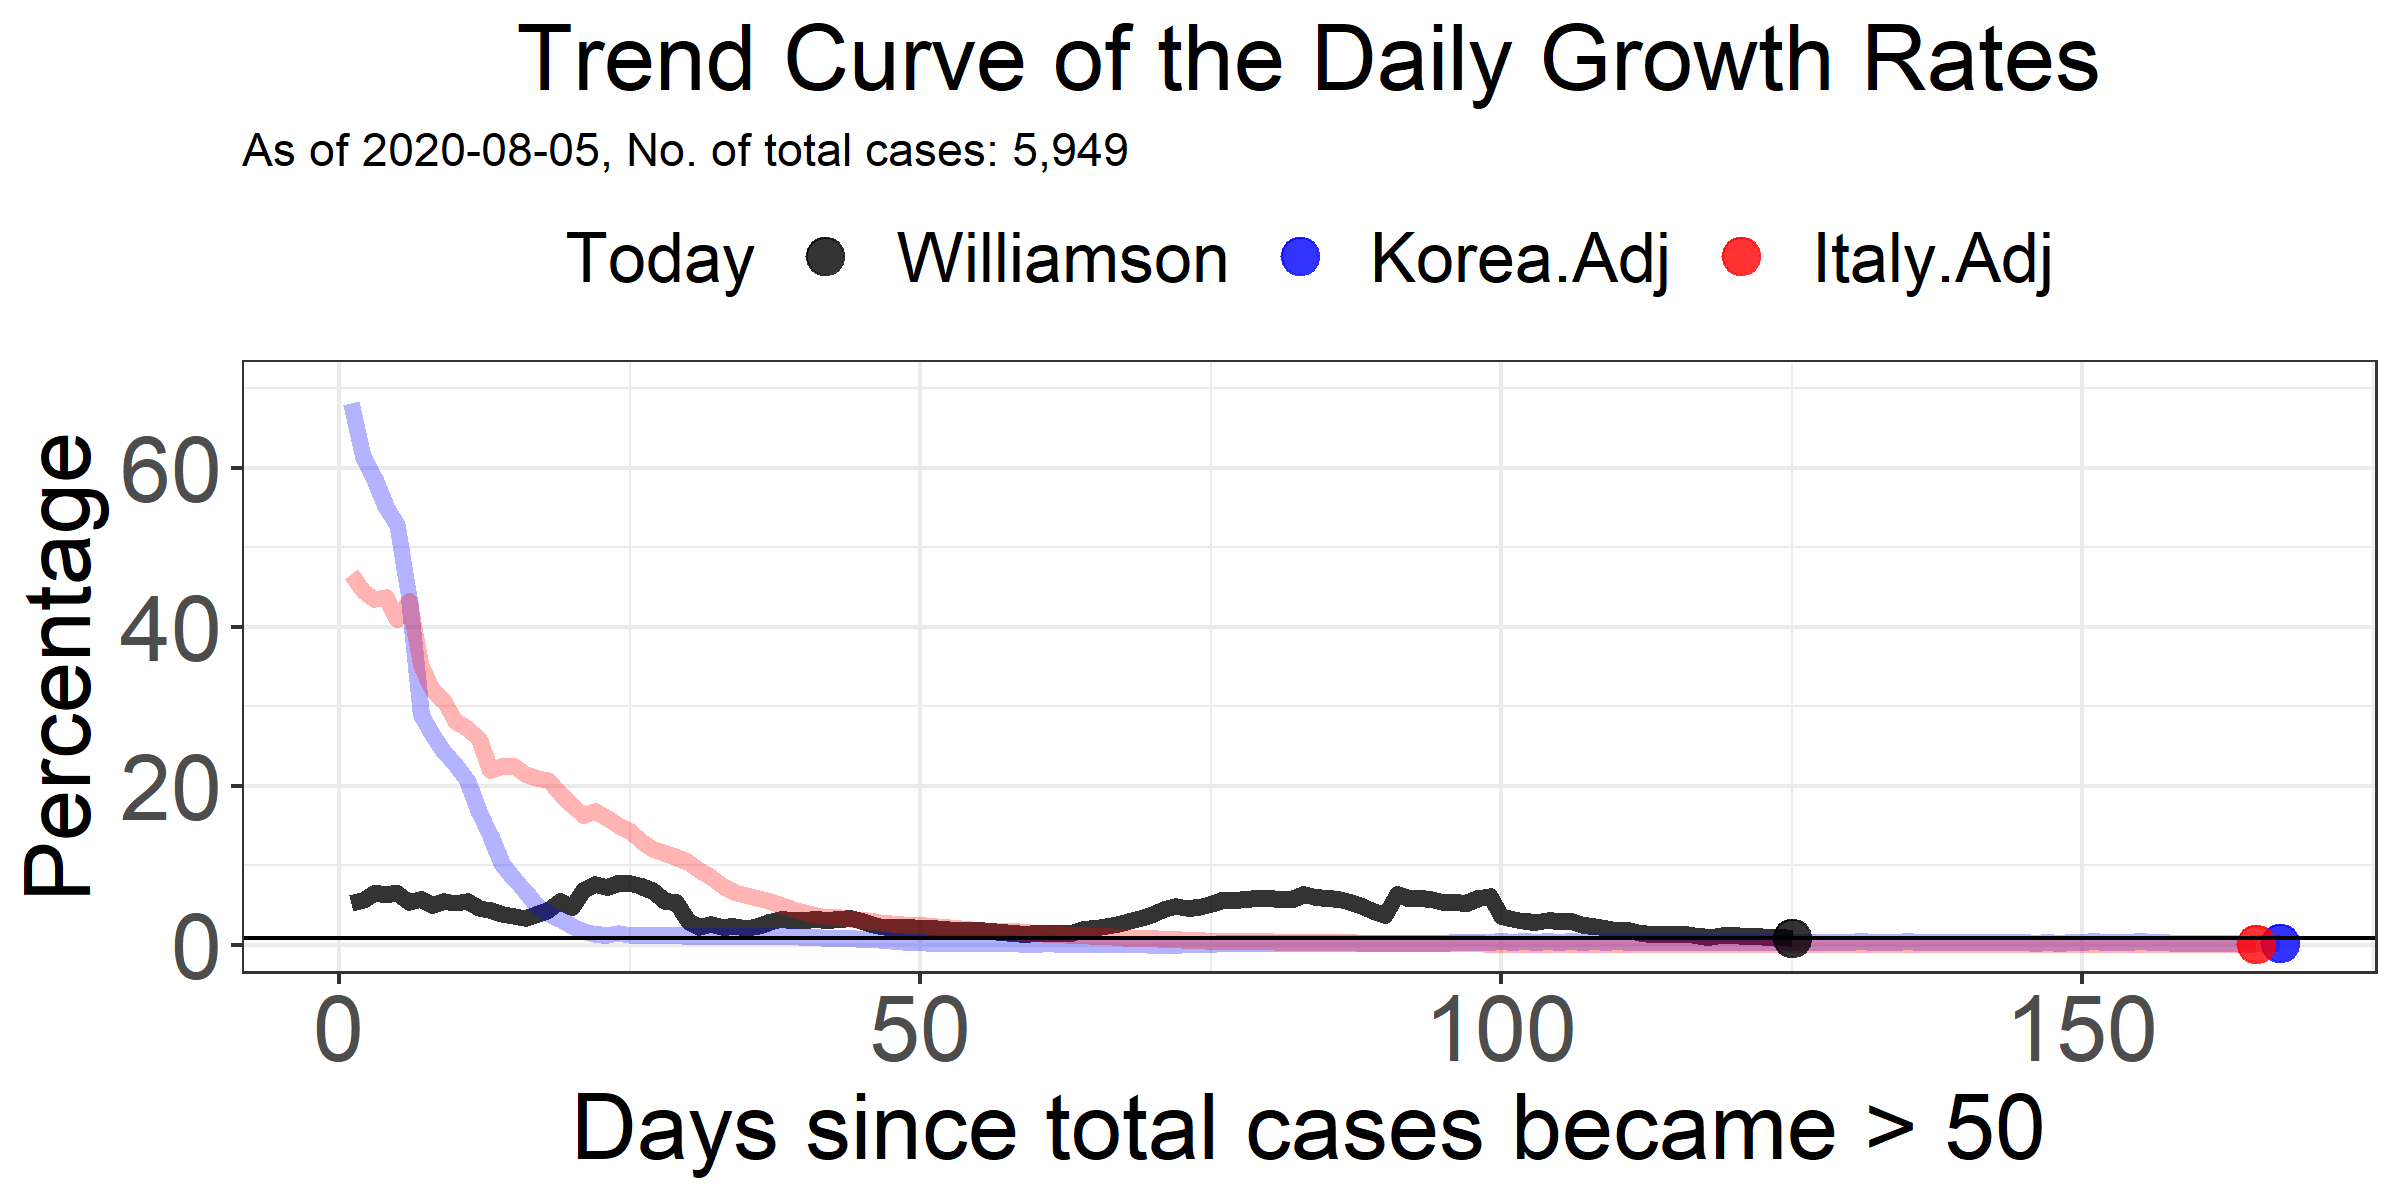 Trend Curve of the Daily Growth Rates
As of 2020-08-05, No. of total cases: 5,949
Today Williamson Korea.Adj Italy.Adj
Percentage
60
40
20
0
0 50 100 150
Days since total cases became > 50